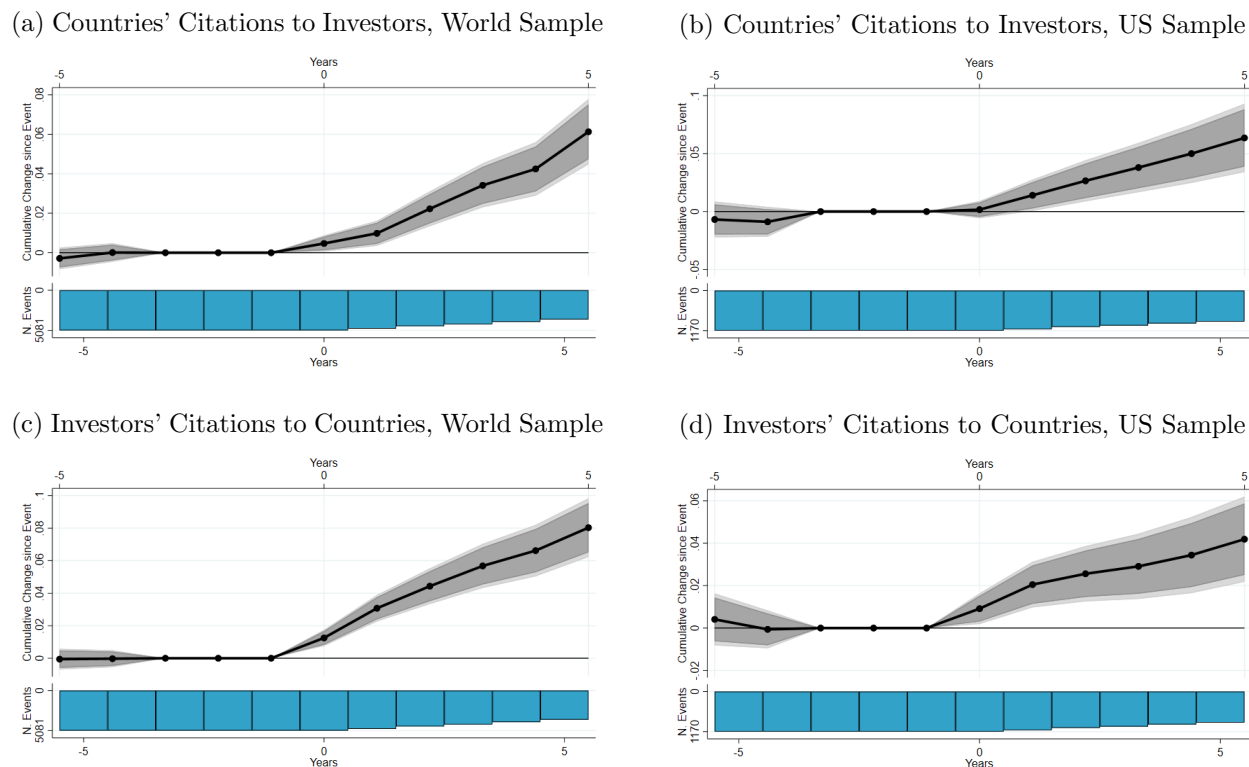 (a) Countries' Citations to Investors, World Sample
Years
-5 0 5
Cumulative Change since Event
.08
.06
.04
.02
0
N. Events
0
5081
-5 0 5
Years
(b) Countries' Citations to Investors, US Sample
Years
-5 0 5
Cumulative Change since Event
.1
.05
0
-.05
N. Events
0
1170
-5 0 5
Years
(c) Investors' Citations to Countries, World Sample
Years
-5 0 5
Cumulative Change since Event
.1
.08
.06
.04
.02
0
N. Events
0
5081
-5 0 5
Years
(d) Investors' Citations to Countries, US Sample
Years
-5 0 5
Cumulative Change since Event
.06
.04
.02
0
-.02
N. Events
0
1170
-5 0 5
Years